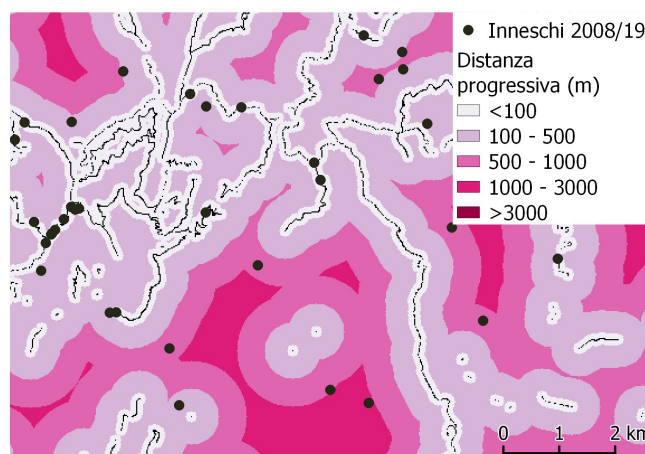 Inneschi 2008/19
Distanza
progressiva (m)
<100
100 - 500
500 - 1000
1000 - 3000
>3000
0 1 2 km